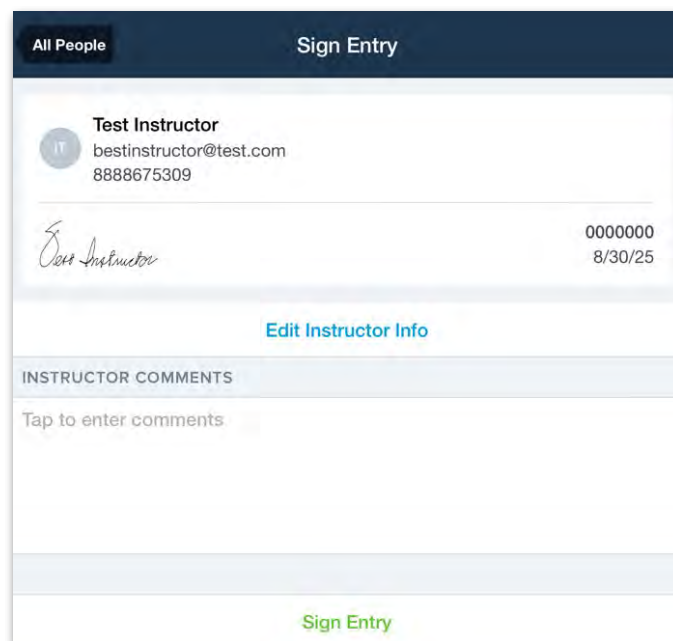 All People
Sign Entry
IT
Test Instructor
bestinstructor@test.com
8888675309
Test Instructor
0000000
8/30/25
Edit Instructor Info
INSTRUCTOR COMMENTS
Tap to enter comments
Sign Entry